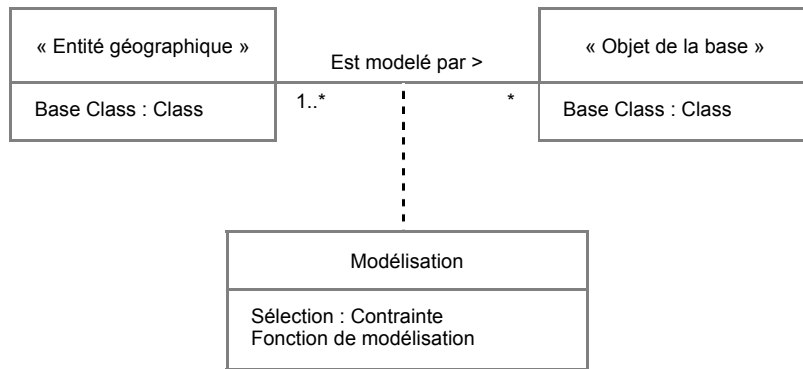 « Entité géographique »
Est modelé par >
« Objet de la base »
Base Class : Class
1..*
*
Base Class : Class
Modélisation
Sélection : Contrainte
Fonction de modélisation